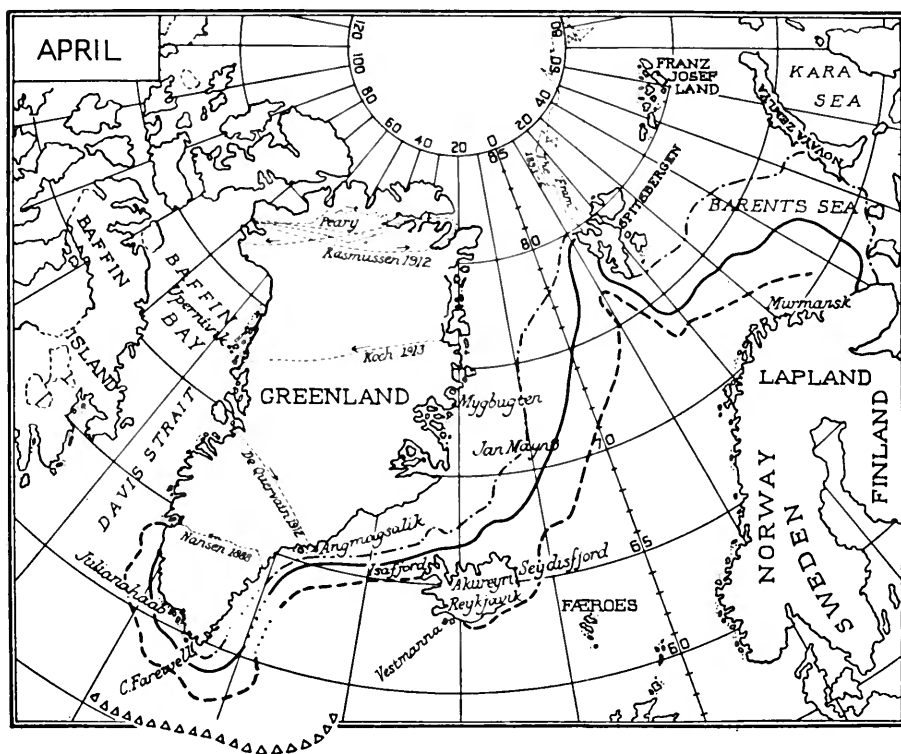 APRIL
120
100
80
60
40
20
0
20
40
60
80
85
80
70
65
60
FRANZ
JOSEF
LAND
KARA
SEA
NOVAYA ZEMLYA
SPITSBERGEN
BARENTS SEA
Murmansk
LAPLAND
FINLAND
NORWAY
SWEDEN
BAFFIN
ISLAND
BAFFIN
BAY
Upernivik
DAVIS STRAIT
Peary
Rasmussen 1912
Koch 1913
GREENLAND
Mygbugten
Jan Mayn
De Quervain 1912
Nansen 1888
Angmagsalik
Isafjord
Akureyri
Seydisfjord
Reykjavik
Vestmanna
FÆROES
Julianahaab
C. Farewell